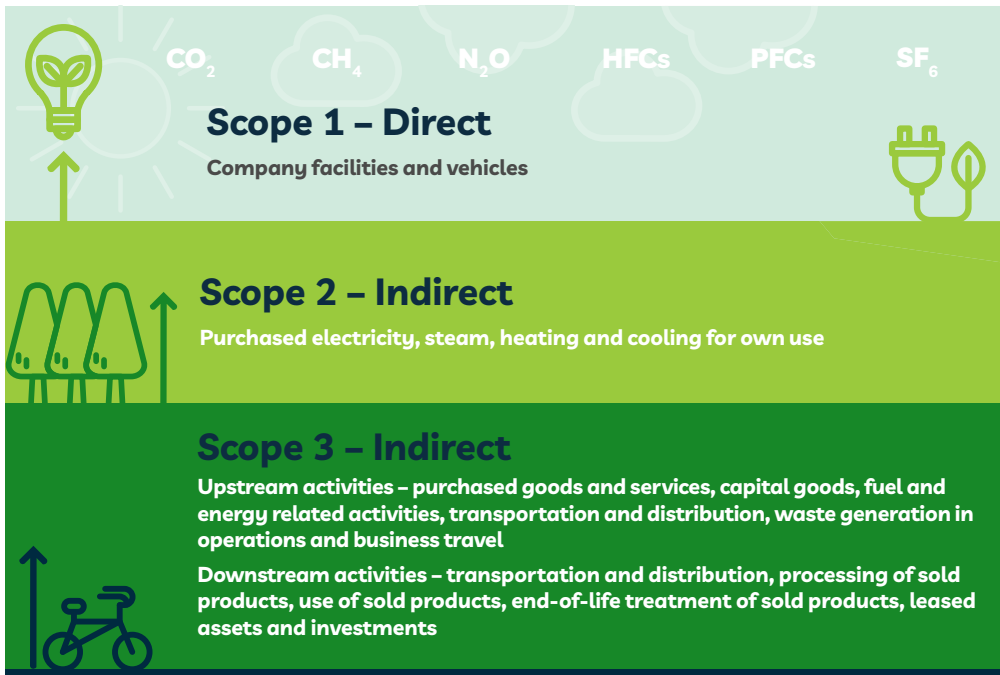 CO₂ CH₄ N₂O HFCs PFCs SF₆
Scope 1 – Direct
Company facilities and vehicles
Scope 2 – Indirect
Purchased electricity, steam, heating and cooling for own use
Scope 3 – Indirect
Upstream activities – purchased goods and services, capital goods, fuel and
energy related activities, transportation and distribution, waste generation in
operations and business travel
Downstream activities – transportation and distribution, processing of sold
products, use of sold products, end-of-life treatment of sold products, leased
assets and investments